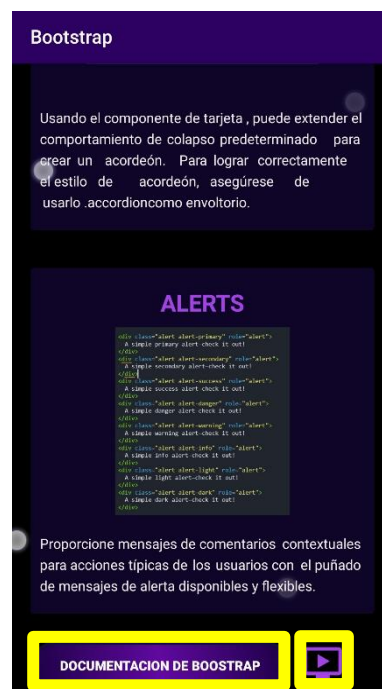 Bootstrap
Usando el componente de tarjeta , puede extender el
comportamiento de colapso predeterminado para
crear un acordeón. Para lograr correctamente
el estilo de acordeón, asegúrese de
usarlo .accordioncomo envoltorio.
ALERTS
<div class="alert alert-primary" role="alert">
A simple primary alert—check it out!
</div>
<div class="alert alert-secondary" role="alert">
A simple secondary alert—check it out!
</div>
<div class="alert alert-success" role="alert">
A simple success alert—check it out!
</div>
<div class="alert alert-danger" role="alert">
A simple danger alert—check it out!
</div>
<div class="alert alert-warning" role="alert">
A simple warning alert—check it out!
</div>
<div class="alert alert-info" role="alert">
A simple info alert—check it out!
</div>
<div class="alert alert-light" role="alert">
A simple light alert—check it out!
</div>
<div class="alert alert-dark" role="alert">
A simple dark alert—check it out!
</div>
Proporcione mensajes de comentarios contextuales
para acciones típicas de los usuarios con el puñado
de mensajes de alerta disponibles y flexibles.
DOCUMENTACION DE BOOSTRAP